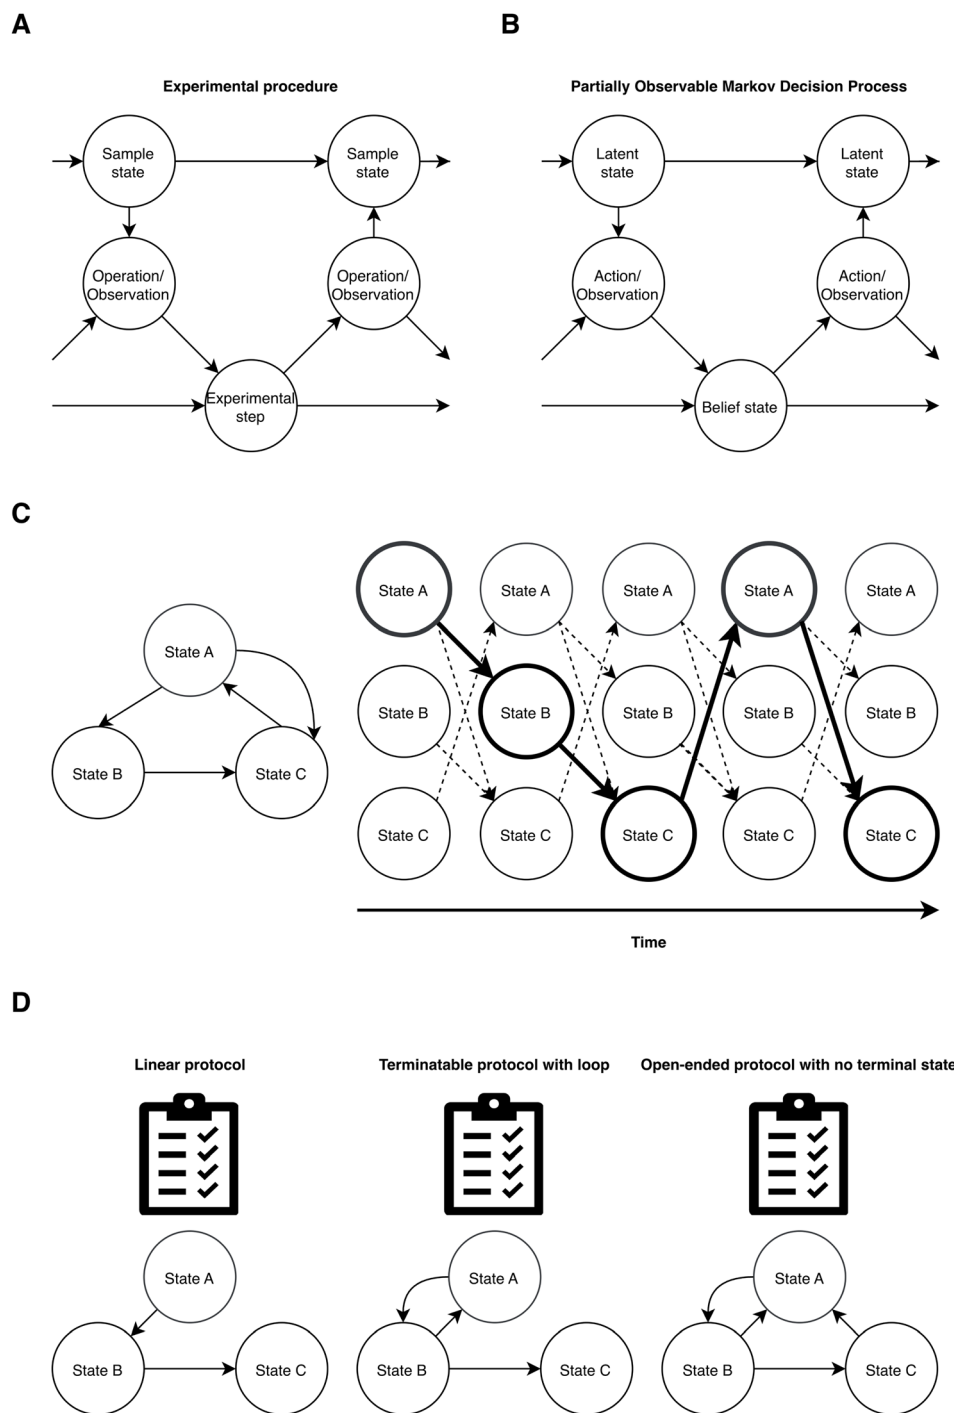 A
B
Experimental procedure
Partially Observable Markov Decision Process
Sample
state
Sample
state
Latent
state
Latent
state
Operation/
Observation
Operation/
Observation
Action/
Observation
Action/
Observation
Experimental
step
Belief state
C
State A
State A
State A
State A
State A
State A
State B
State B
State B
State B
State B
State B
State C
State C
State C
State C
State C
State C
Time
D
Linear protocol
Terminatable protocol with loop
Open-ended protocol with no terminal state
State A
State A
State A
State B
State C
State B
State C
State B
State C